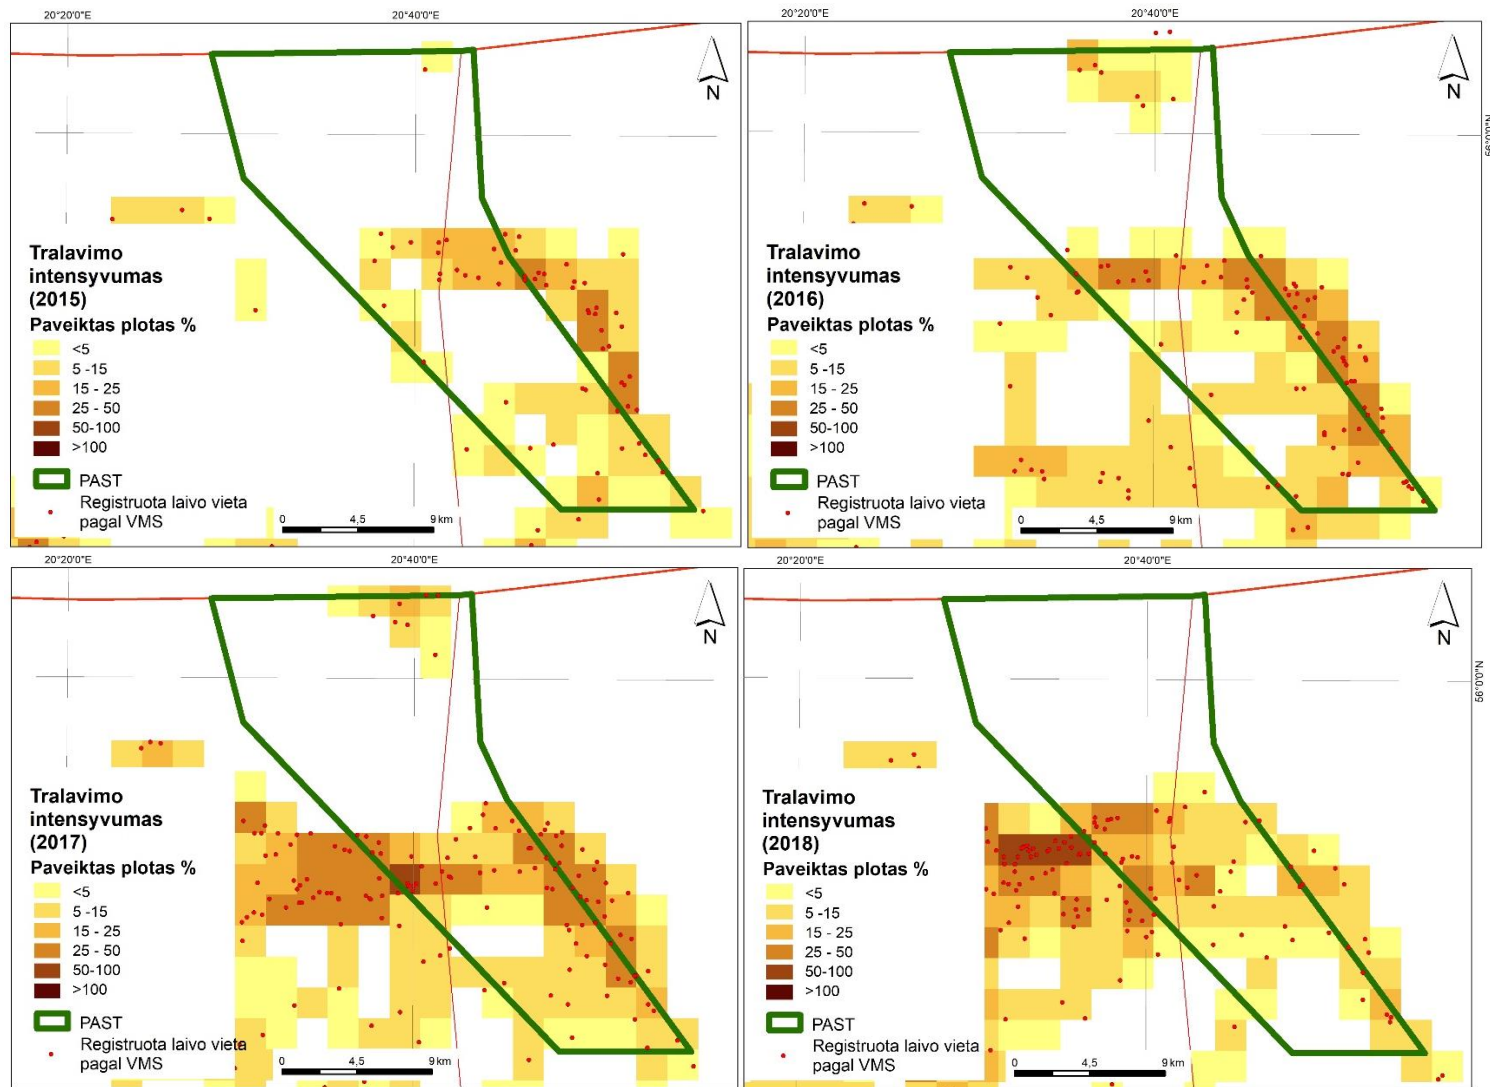 20°20'0"E 20°40'0"E
N
Tralavimo
intensyvumas
(2015)
Paveiktas plotas %
<5
5 -15
15 - 25
25 - 50
50-100
>100
PAST
Registruota laivo vieta
pagal VMS
0 4,5 9 km
20°20'0"E 20°40'0"E
N
56°0'0"N
Tralavimo
intensyvumas
(2016)
Paveiktas plotas %
<5
5 -15
15 - 25
25 - 50
50-100
>100
PAST
Registruota laivo vieta
pagal VMS
0 4,5 9 km
20°20'0"E 20°40'0"E
N
Tralavimo
intensyvumas
(2017)
Paveiktas plotas %
<5
5 -15
15 - 25
25 - 50
50-100
>100
PAST
Registruota laivo vieta
pagal VMS
0 4,5 9 km
20°20'0"E 20°40'0"E
N
56°0'0"N
Tralavimo
intensyvumas
(2018)
Paveiktas plotas %
<5
5 -15
15 - 25
25 - 50
50-100
>100
PAST
Registruota laivo vieta
pagal VMS
0 4,5 9 km